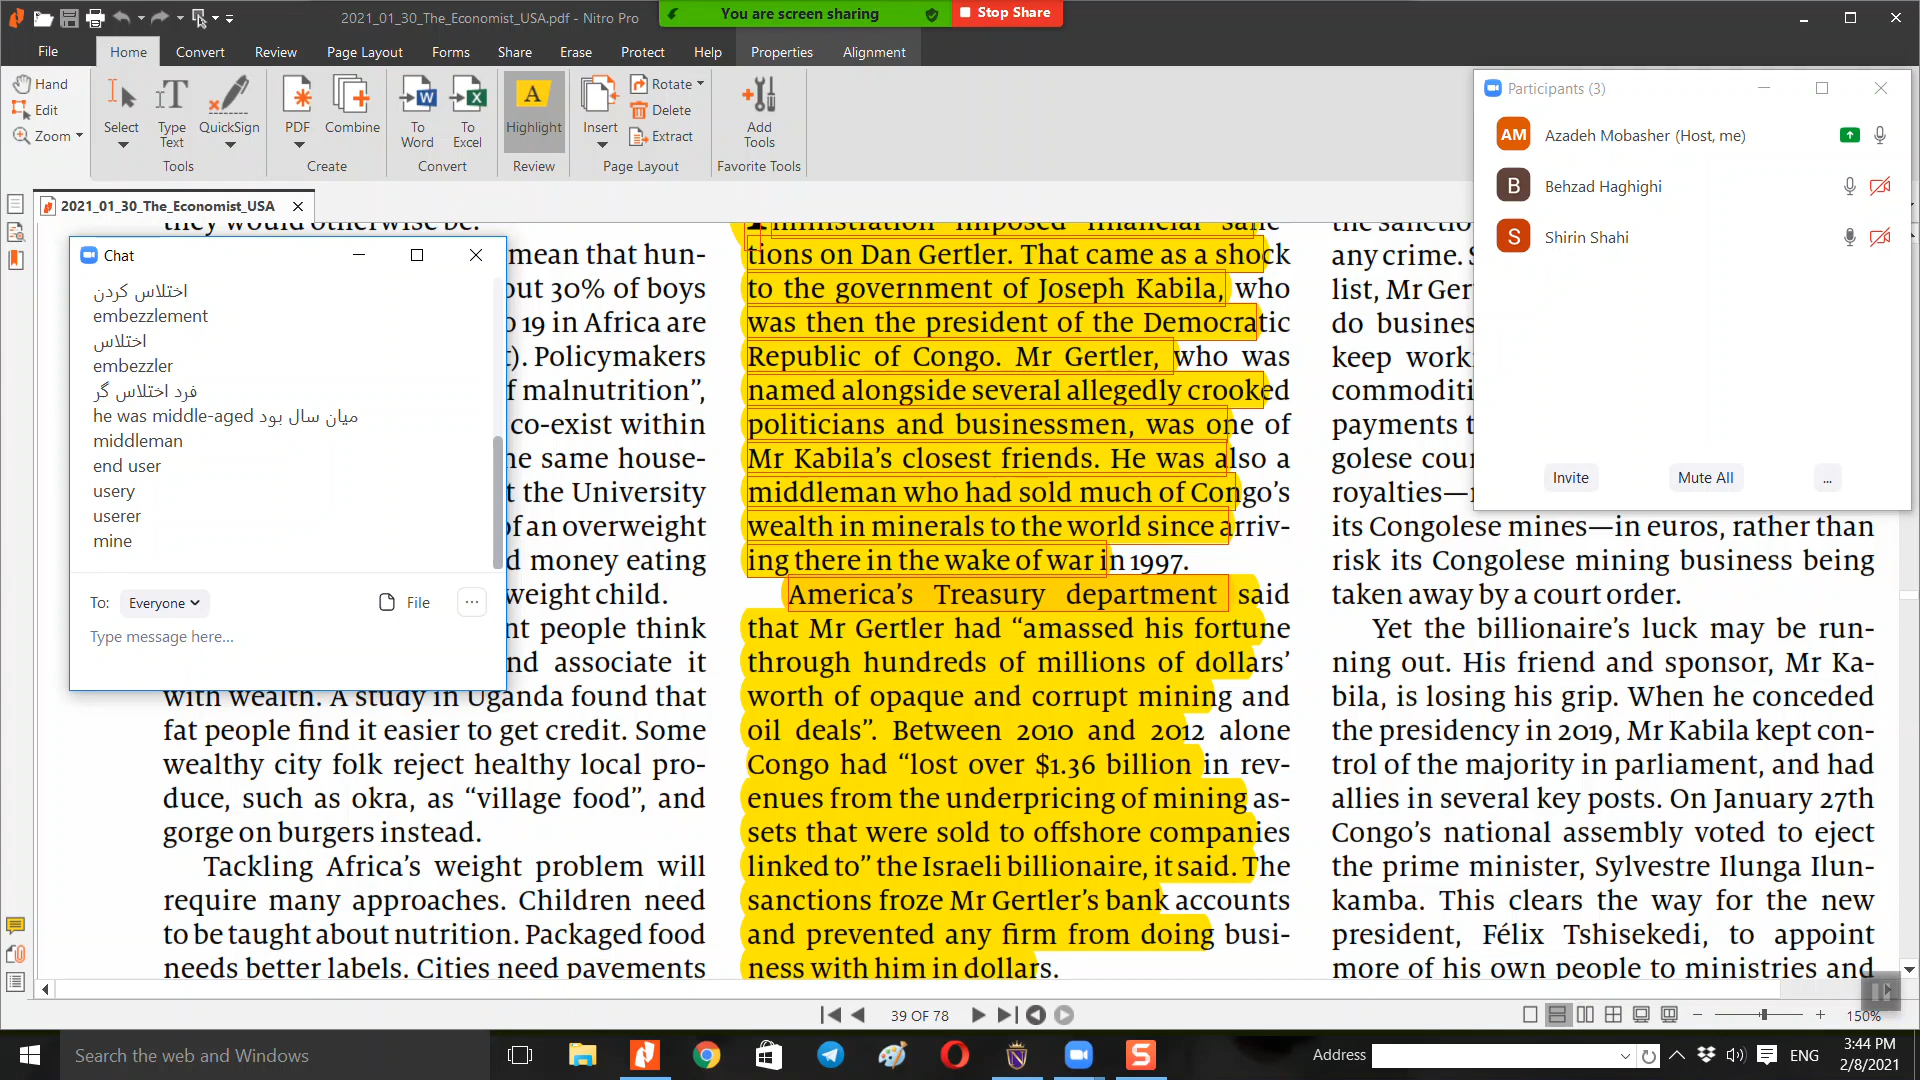 2021_01_30_The_Economist_USA.pdf - Nitro Pro
You are screen sharing
Stop Share
File
Home
Convert
Review
Page Layout
Forms
Share
Erase
Protect
Help
Properties
Alignment
Hand
Edit
Zoom
Select
Type Text
QuickSign
Tools
PDF
Combine
Create
To Word
To Excel
Convert
Highlight
Review
Insert
Rotate
Delete
Extract
Page Layout
Add Tools
Favorite Tools
2021_01_30_The_Economist_USA
Participants (3)
AM Azadeh Mobasher (Host, me)
B Behzad Haghighi
S Shirin Shahi
Invite
Mute All
...
Chat
اختلاس کردن
embezzlement
اختلاس
embezzler
فرد اختلاس گر
he was middle-aged میان سال بود
middleman
end user
usery
userer
mine
To: Everyone
File
...
Type message here...
they would otherwise be.
mean that hun-
out 30% of boys
19 in Africa are
). Policymakers
f malnutrition”,
co-exist within
ne same house-
t the University
of an overweight
d money eating
weight child.
nt people think
nd associate it
with wealth. A study in Uganda found that
fat people find it easier to get credit. Some
wealthy city folk reject healthy local pro-
duce, such as okra, as “village food”, and
gorge on burgers instead.
Tackling Africa’s weight problem will
require many approaches. Children need
to be taught about nutrition. Packaged food
needs better labels. Cities need pavements
ministration imposed financial sanc-
tions on Dan Gertler. That came as a shock
to the government of Joseph Kabila, who
was then the president of the Democratic
Republic of Congo. Mr Gertler, who was
named alongside several allegedly crooked
politicians and businessmen, was one of
Mr Kabila’s closest friends. He was also a
middleman who had sold much of Congo’s
wealth in minerals to the world since arriv-
ing there in the wake of war in 1997.
America’s Treasury department said
that Mr Gertler had “amassed his fortune
through hundreds of millions of dollars’
worth of opaque and corrupt mining and
oil deals”. Between 2010 and 2012 alone
Congo had “lost over $1.36 billion in rev-
enues from the underpricing of mining as-
sets that were sold to offshore companies
linked to” the Israeli billionaire, it said. The
sanctions froze Mr Gertler’s bank accounts
and prevented any firm from doing busi-
ness with him in dollars.
the sanctio
any crime. S
list, Mr Ger
do busines
keep work
commodit
payments t
golese cou
royalties—
its Congolese mines—in euros, rather than
risk its Congolese mining business being
taken away by a court order.
Yet the billionaire’s luck may be run-
ning out. His friend and sponsor, Mr Ka-
bila, is losing his grip. When he conceded
the presidency in 2019, Mr Kabila kept con-
trol of the majority in parliament, and had
allies in several key posts. On January 27th
Congo’s national assembly voted to eject
the prime minister, Sylvestre Ilunga Ilun-
kamba. This clears the way for the new
president, Félix Tshisekedi, to appoint
more of his own people to ministries and
39 OF 78
150%
Search the web and Windows
Address
ENG
3:44 PM
2/8/2021